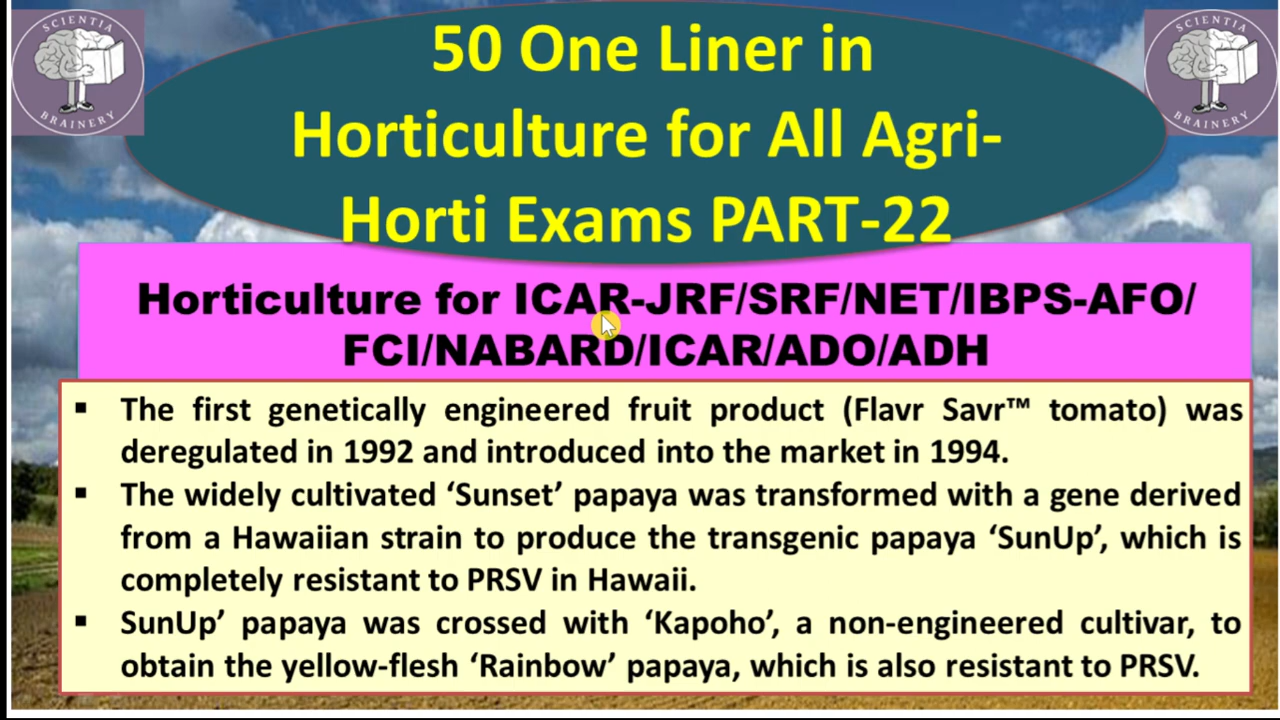 SCIENTIA
BRAINERY
SCIENTIA
BRAINERY
50 One Liner in
Horticulture for All Agri-
Horti Exams PART-22
Horticulture for ICAR-JRF/SRF/NET/IBPS-AFO/
FCI/NABARD/ICAR/ADO/ADH
▪ The first genetically engineered fruit product (Flavr Savr™ tomato) was
deregulated in 1992 and introduced into the market in 1994.
▪ The widely cultivated ‘Sunset’ papaya was transformed with a gene derived
from a Hawaiian strain to produce the transgenic papaya ‘SunUp’, which is
completely resistant to PRSV in Hawaii.
▪ SunUp’ papaya was crossed with ‘Kapoho’, a non-engineered cultivar, to
obtain the yellow-flesh ‘Rainbow’ papaya, which is also resistant to PRSV.